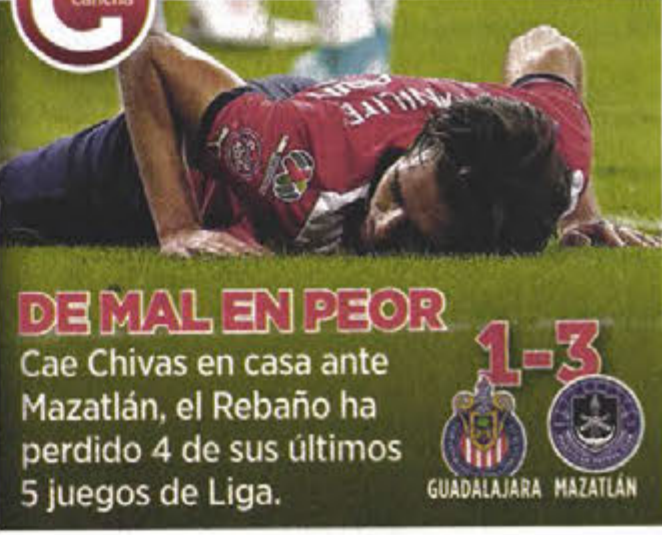 cancha
DE MAL EN PEOR
Cae Chivas en casa ante
Mazatlán, el Rebaño ha
perdido 4 de sus últimos
5 juegos de Liga.
1-3
GUADALAJARA MAZATLÁN